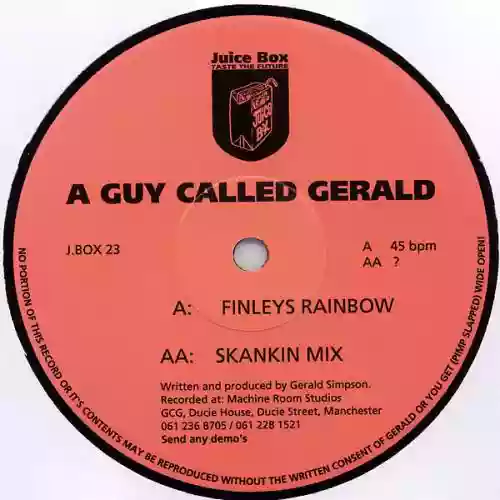 Juice Box
TASTE THE FUTURE
JUICE
BOX
A GUY CALLED GERALD
J.BOX 23
A 45 bpm
AA ?
A: FINLEYS RAINBOW
AA: SKANKIN MIX
Written and produced by Gerald Simpson.
Recorded at: Machine Room Studios
GCG, Ducie House, Ducie Street, Manchester
061 236 8705 / 061 228 1521
Send any demo's
NO PORTION OF THIS RECORD OR IT'S CONTENTS MAY BE REPRODUCED WITHOUT THE WRITTEN CONSENT OF GERALD OR YOU GET (PIMP SLAPPED) WIDE OPEN!